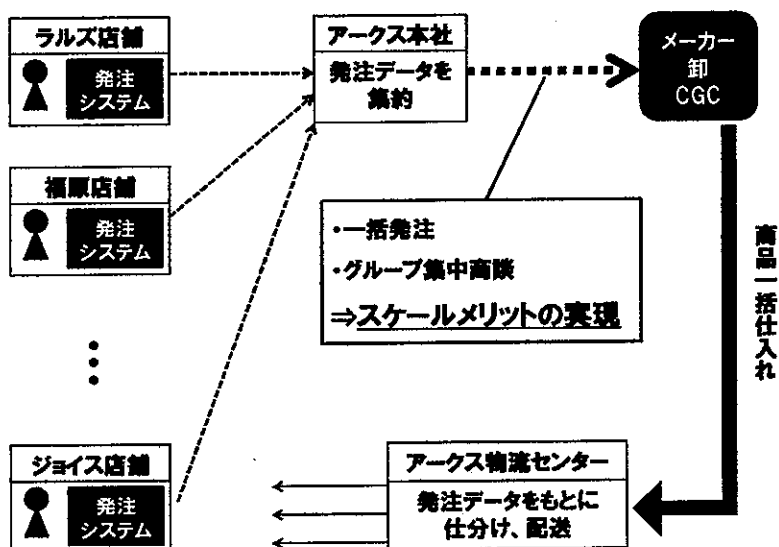 ラルズ店舗
発注
システム
アークス本社
発注データを
集約
メーカー
卸
CGC
福原店舗
発注
システム
・一括発注
・グループ集中商談
⇒スケールメリットの実現
商品一括仕入れ
ジョイス店舗
発注
システム
アークス物流センター
発注データをもとに
仕分け、配送